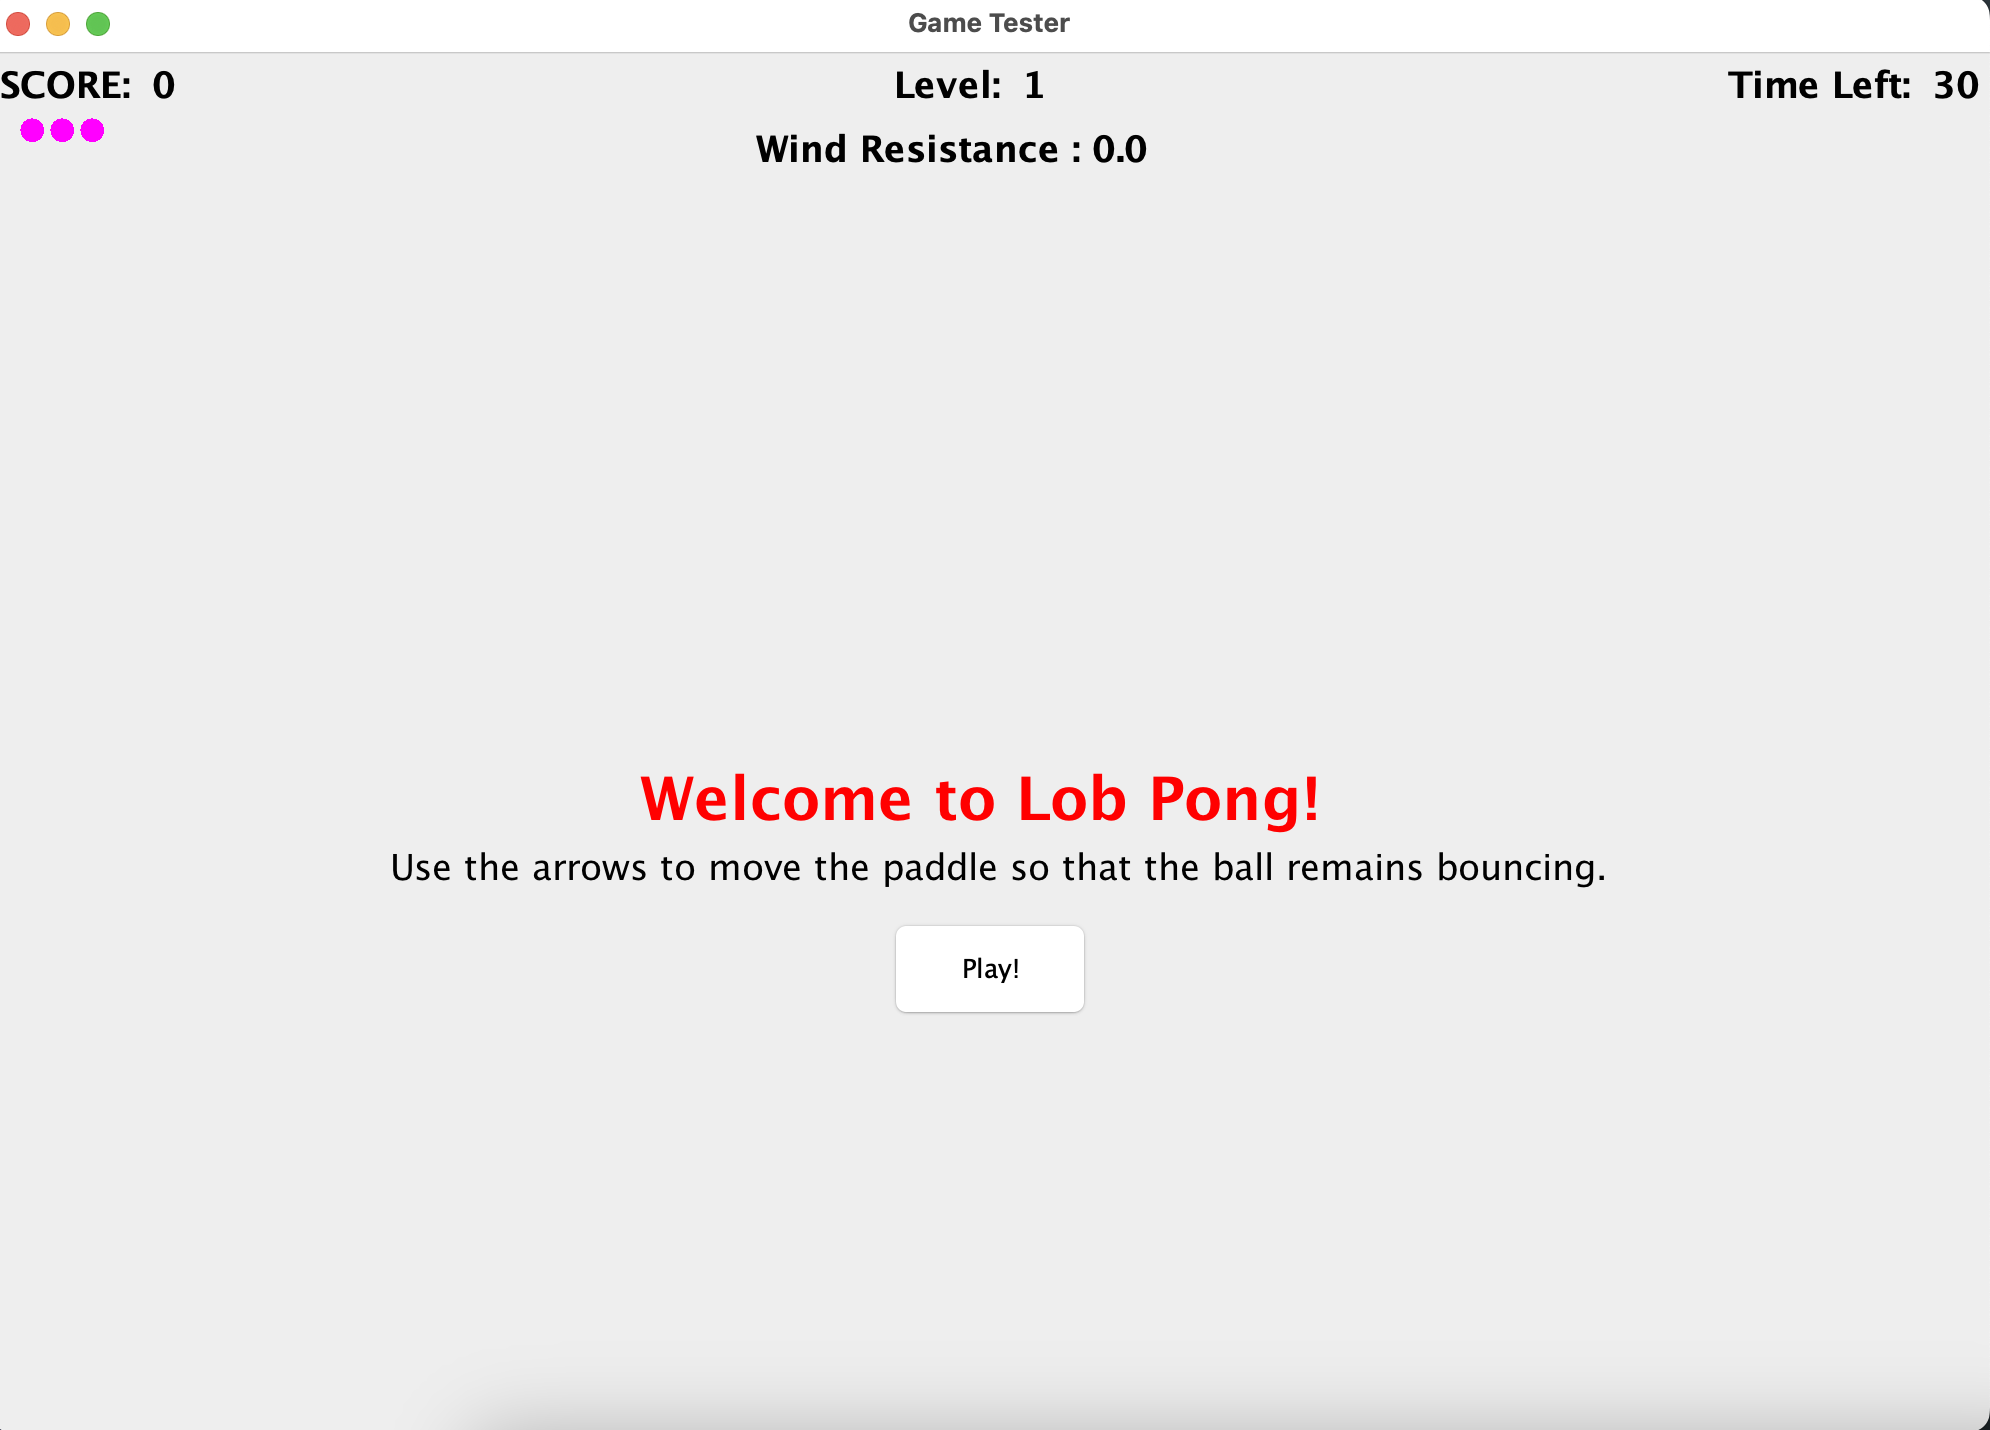 Game Tester
SCORE: 0
Level: 1
Time Left: 30
Wind Resistance : 0.0
Welcome to Lob Pong!
Use the arrows to move the paddle so that the ball remains bouncing.
Play!